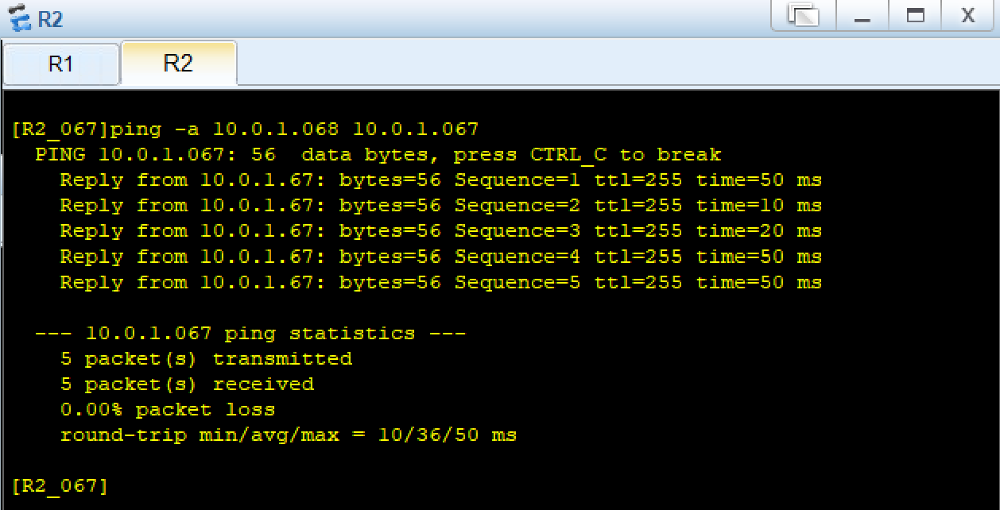 R2
X
R1
R2
[R2_067]ping -a 10.0.1.068 10.0.1.067
PING 10.0.1.067: 56  data bytes, press CTRL_C to break
Reply from 10.0.1.67: bytes=56 Sequence=1 ttl=255 time=50 ms
Reply from 10.0.1.67: bytes=56 Sequence=2 ttl=255 time=10 ms
Reply from 10.0.1.67: bytes=56 Sequence=3 ttl=255 time=20 ms
Reply from 10.0.1.67: bytes=56 Sequence=4 ttl=255 time=50 ms
Reply from 10.0.1.67: bytes=56 Sequence=5 ttl=255 time=50 ms
--- 10.0.1.067 ping statistics ---
5 packet(s) transmitted
5 packet(s) received
0.00% packet loss
round-trip min/avg/max = 10/36/50 ms
[R2_067]